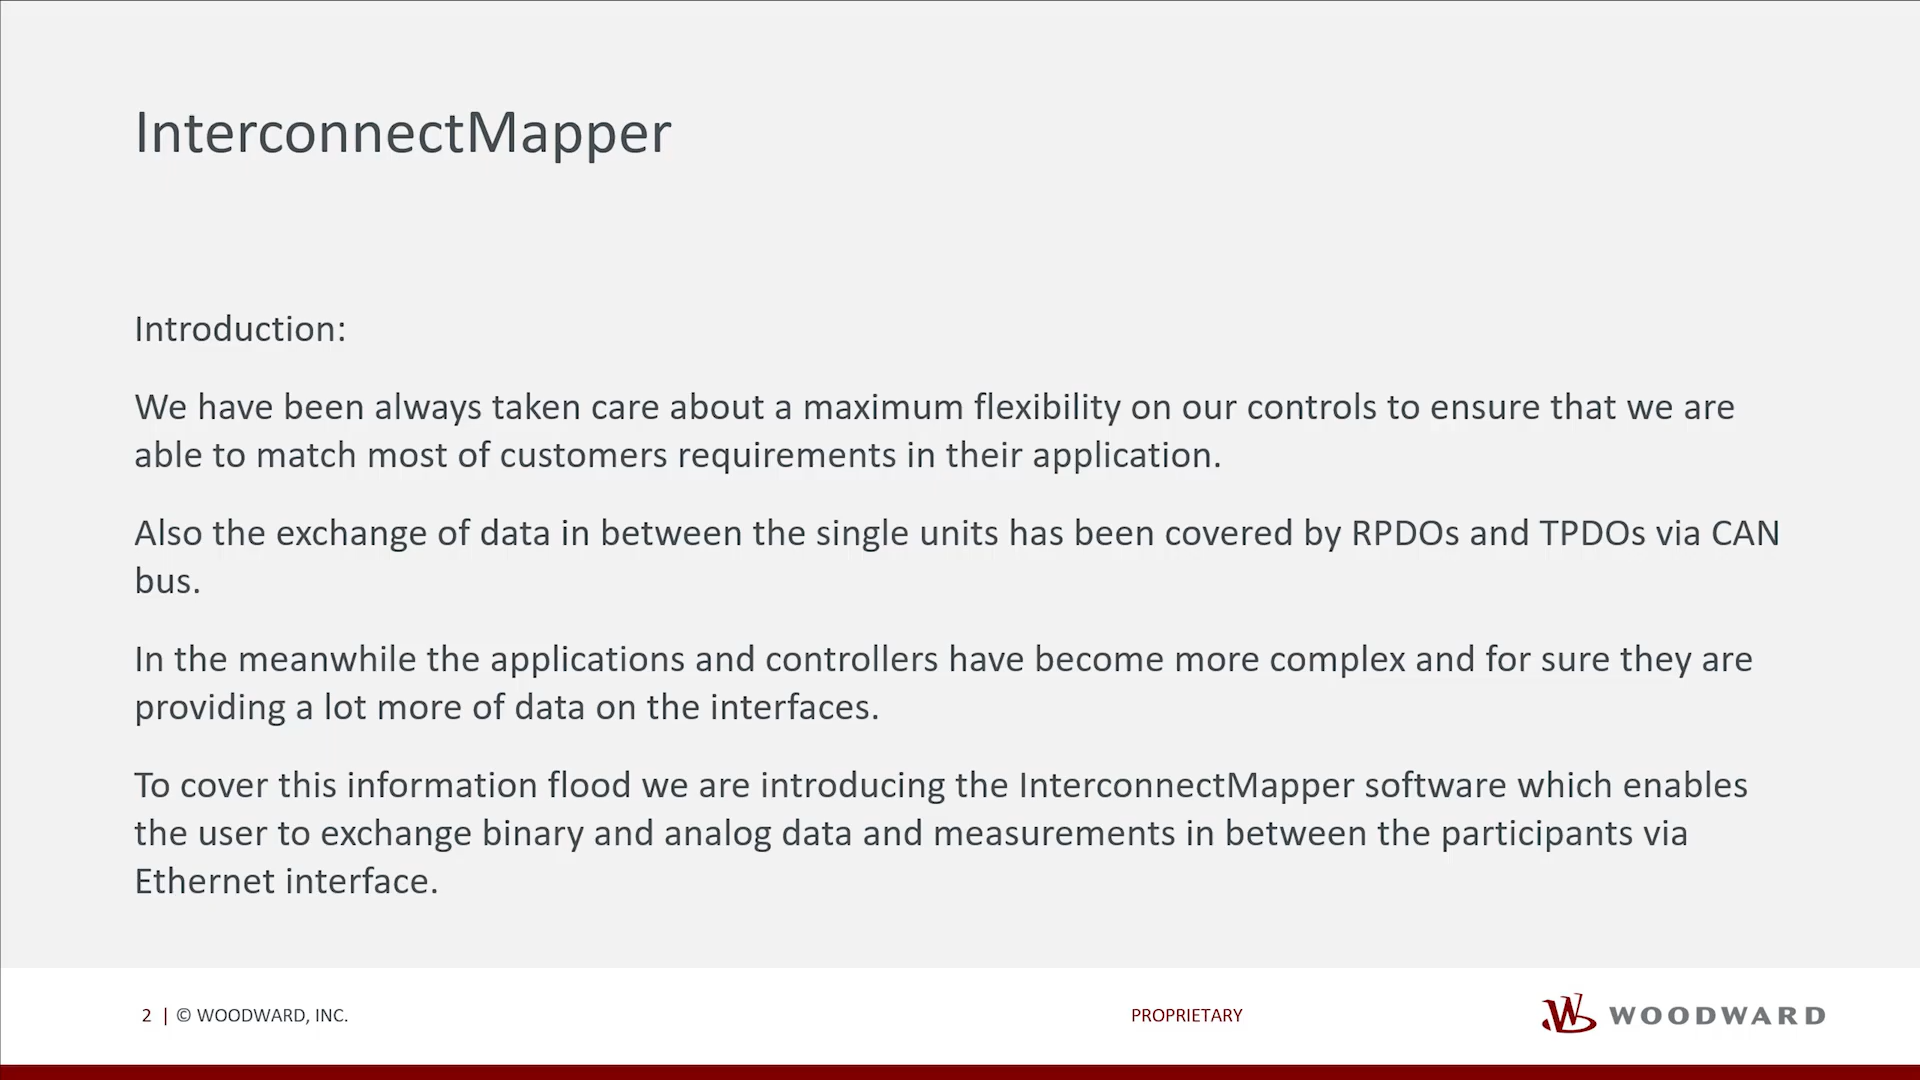 InterconnectMapper
Introduction:
We have been always taken care about a maximum flexibility on our controls to ensure that we are
able to match most of customers requirements in their application.
Also the exchange of data in between the single units has been covered by RPDOs and TPDOs via CAN
bus.
In the meanwhile the applications and controllers have become more complex and for sure they are
providing a lot more of data on the interfaces.
To cover this information flood we are introducing the InterconnectMapper software which enables
the user to exchange binary and analog data and measurements in between the participants via
Ethernet interface.
2 | © WOODWARD, INC.
PROPRIETARY
WOODWARD